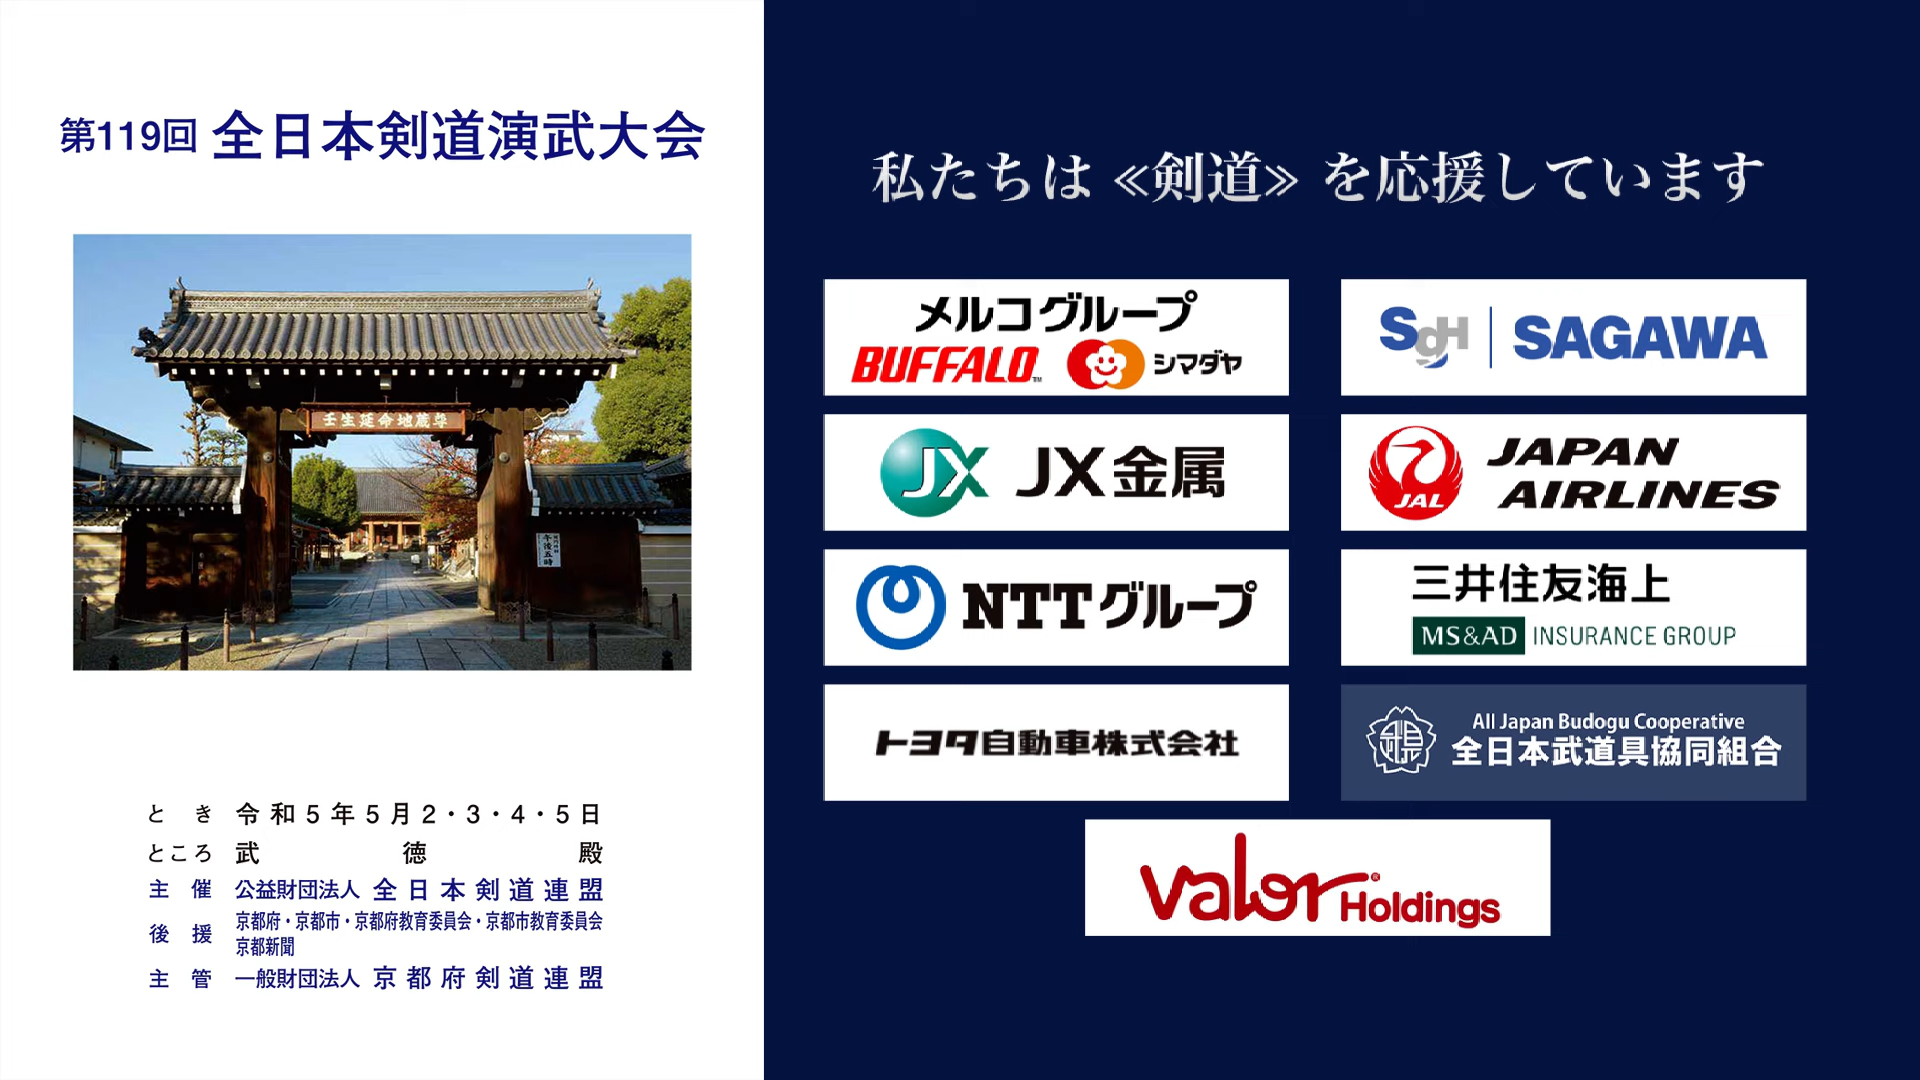 第119回 全日本剣道演武大会
壬生延命地蔵尊
午後五時
とき 令和5年5月2・3・4・5日
ところ 武徳殿
主催 公益財団法人 全日本剣道連盟
後援 京都府・京都市・京都府教育委員会・京都市教育委員会
京都新聞
主管 一般財団法人 京都府剣道連盟
私たちは ≪剣道≫ を応援しています
メルコグループ
BUFFALO™ シマダヤ
SgH SAGAWA
JX JX金属
JAL JAPAN
AIRLINES
NTTグループ
三井住友海上
MS&AD INSURANCE GROUP
トヨタ自動車株式会社
All Japan Budogu Cooperative
全日本武道具協同組合
valor Holdings